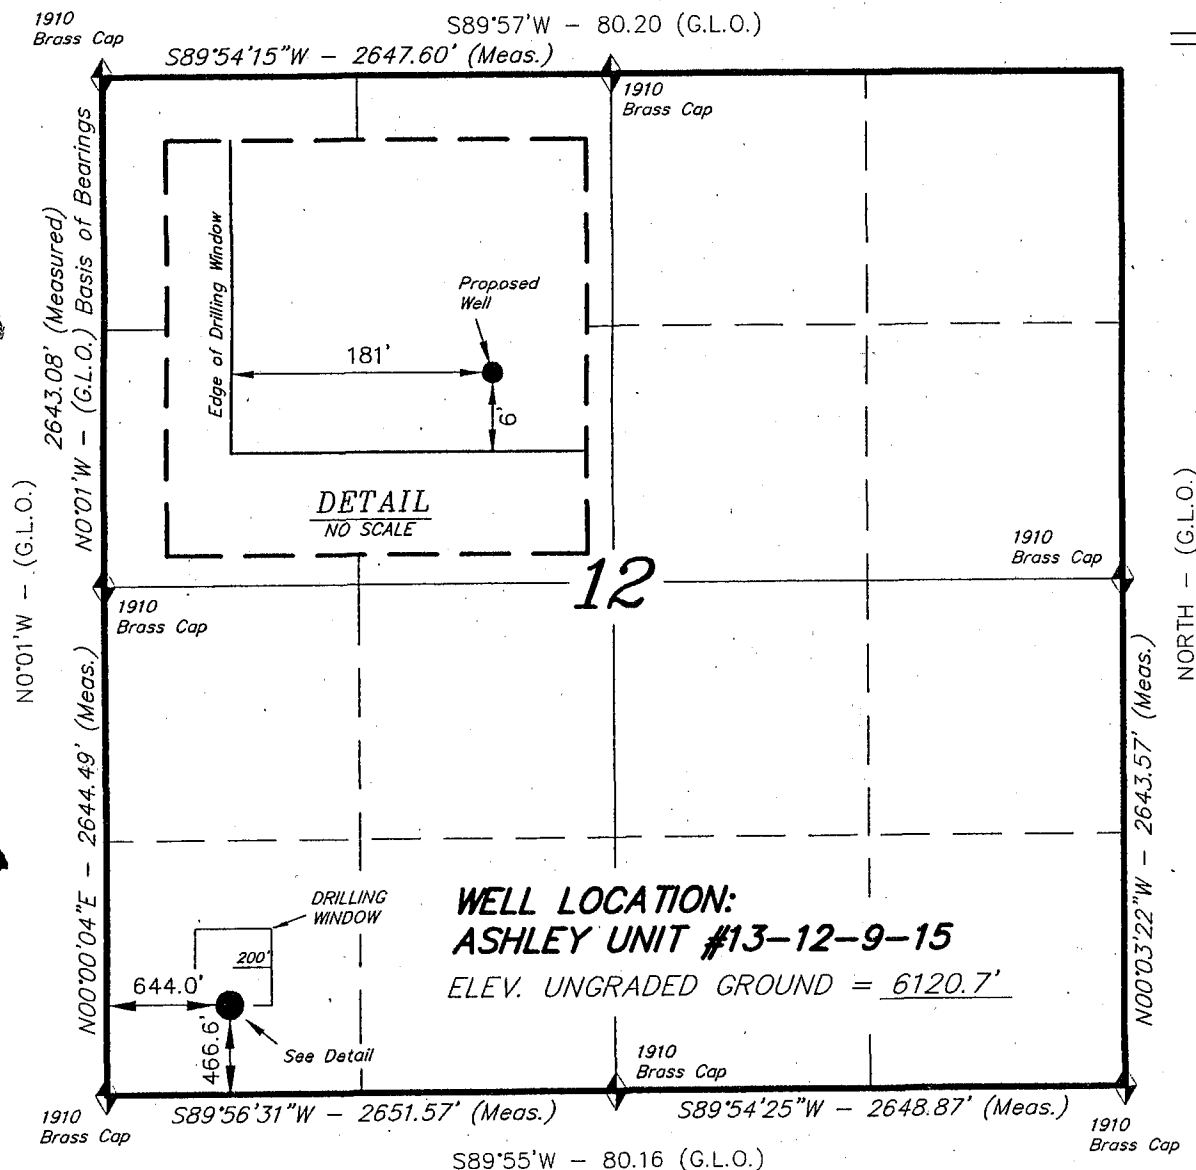 1910
Brass Cap
S89°57'W - 80.20 (G.L.O.)
S89°54'15"W - 2647.60' (Meas.)
1910
Brass Cap
2643.08' (Measured)
N0°01'W - (G.L.O.) Basis of Bearings
Edge of Drilling Window
Proposed
Well
181'
6'
DETAIL
NO SCALE
N0°01'W - (G.L.O.)
NORTH - (G.L.O.)
12
1910
Brass Cap
1910
Brass Cap
N00°00'04"E - 2644.49' (Meas.)
N00°03'22"W - 2643.57' (Meas.)
DRILLING
WINDOW
200'
644.0'
466.6'
See Detail
WELL LOCATION:
ASHLEY UNIT #13-12-9-15
ELEV. UNGRADED GROUND = 6120.7'
1910
Brass Cap
1910
Brass Cap
S89°56'31"W - 2651.57' (Meas.)
S89°54'25"W - 2648.87' (Meas.)
1910
Brass Cap
S89°55'W - 80.16 (G.L.O.)